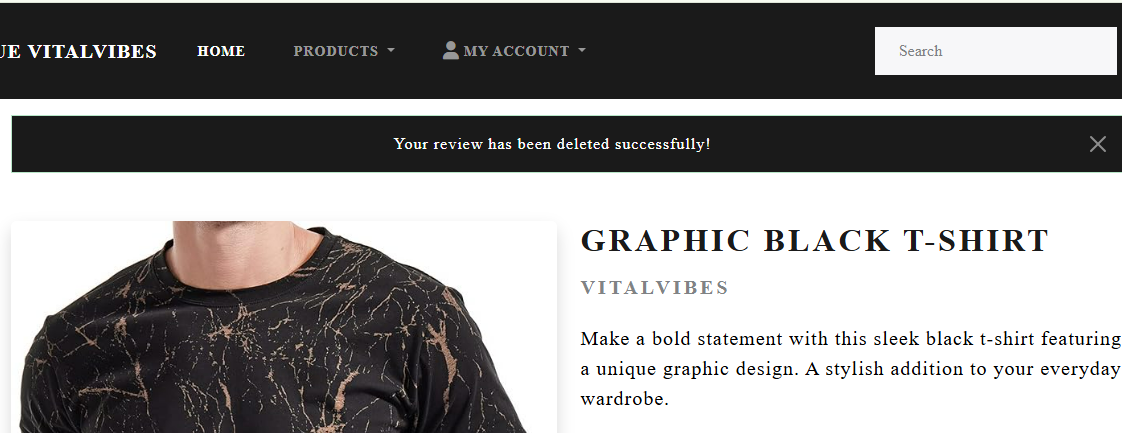 VITALVIBES HOME PRODUCTS MY ACCOUNT Search
Your review has been deleted successfully!
GRAPHIC BLACK T-SHIRT
VITALVIBES
Make a bold statement with this sleek black t-shirt featuring
a unique graphic design. A stylish addition to your everyday
wardrobe.